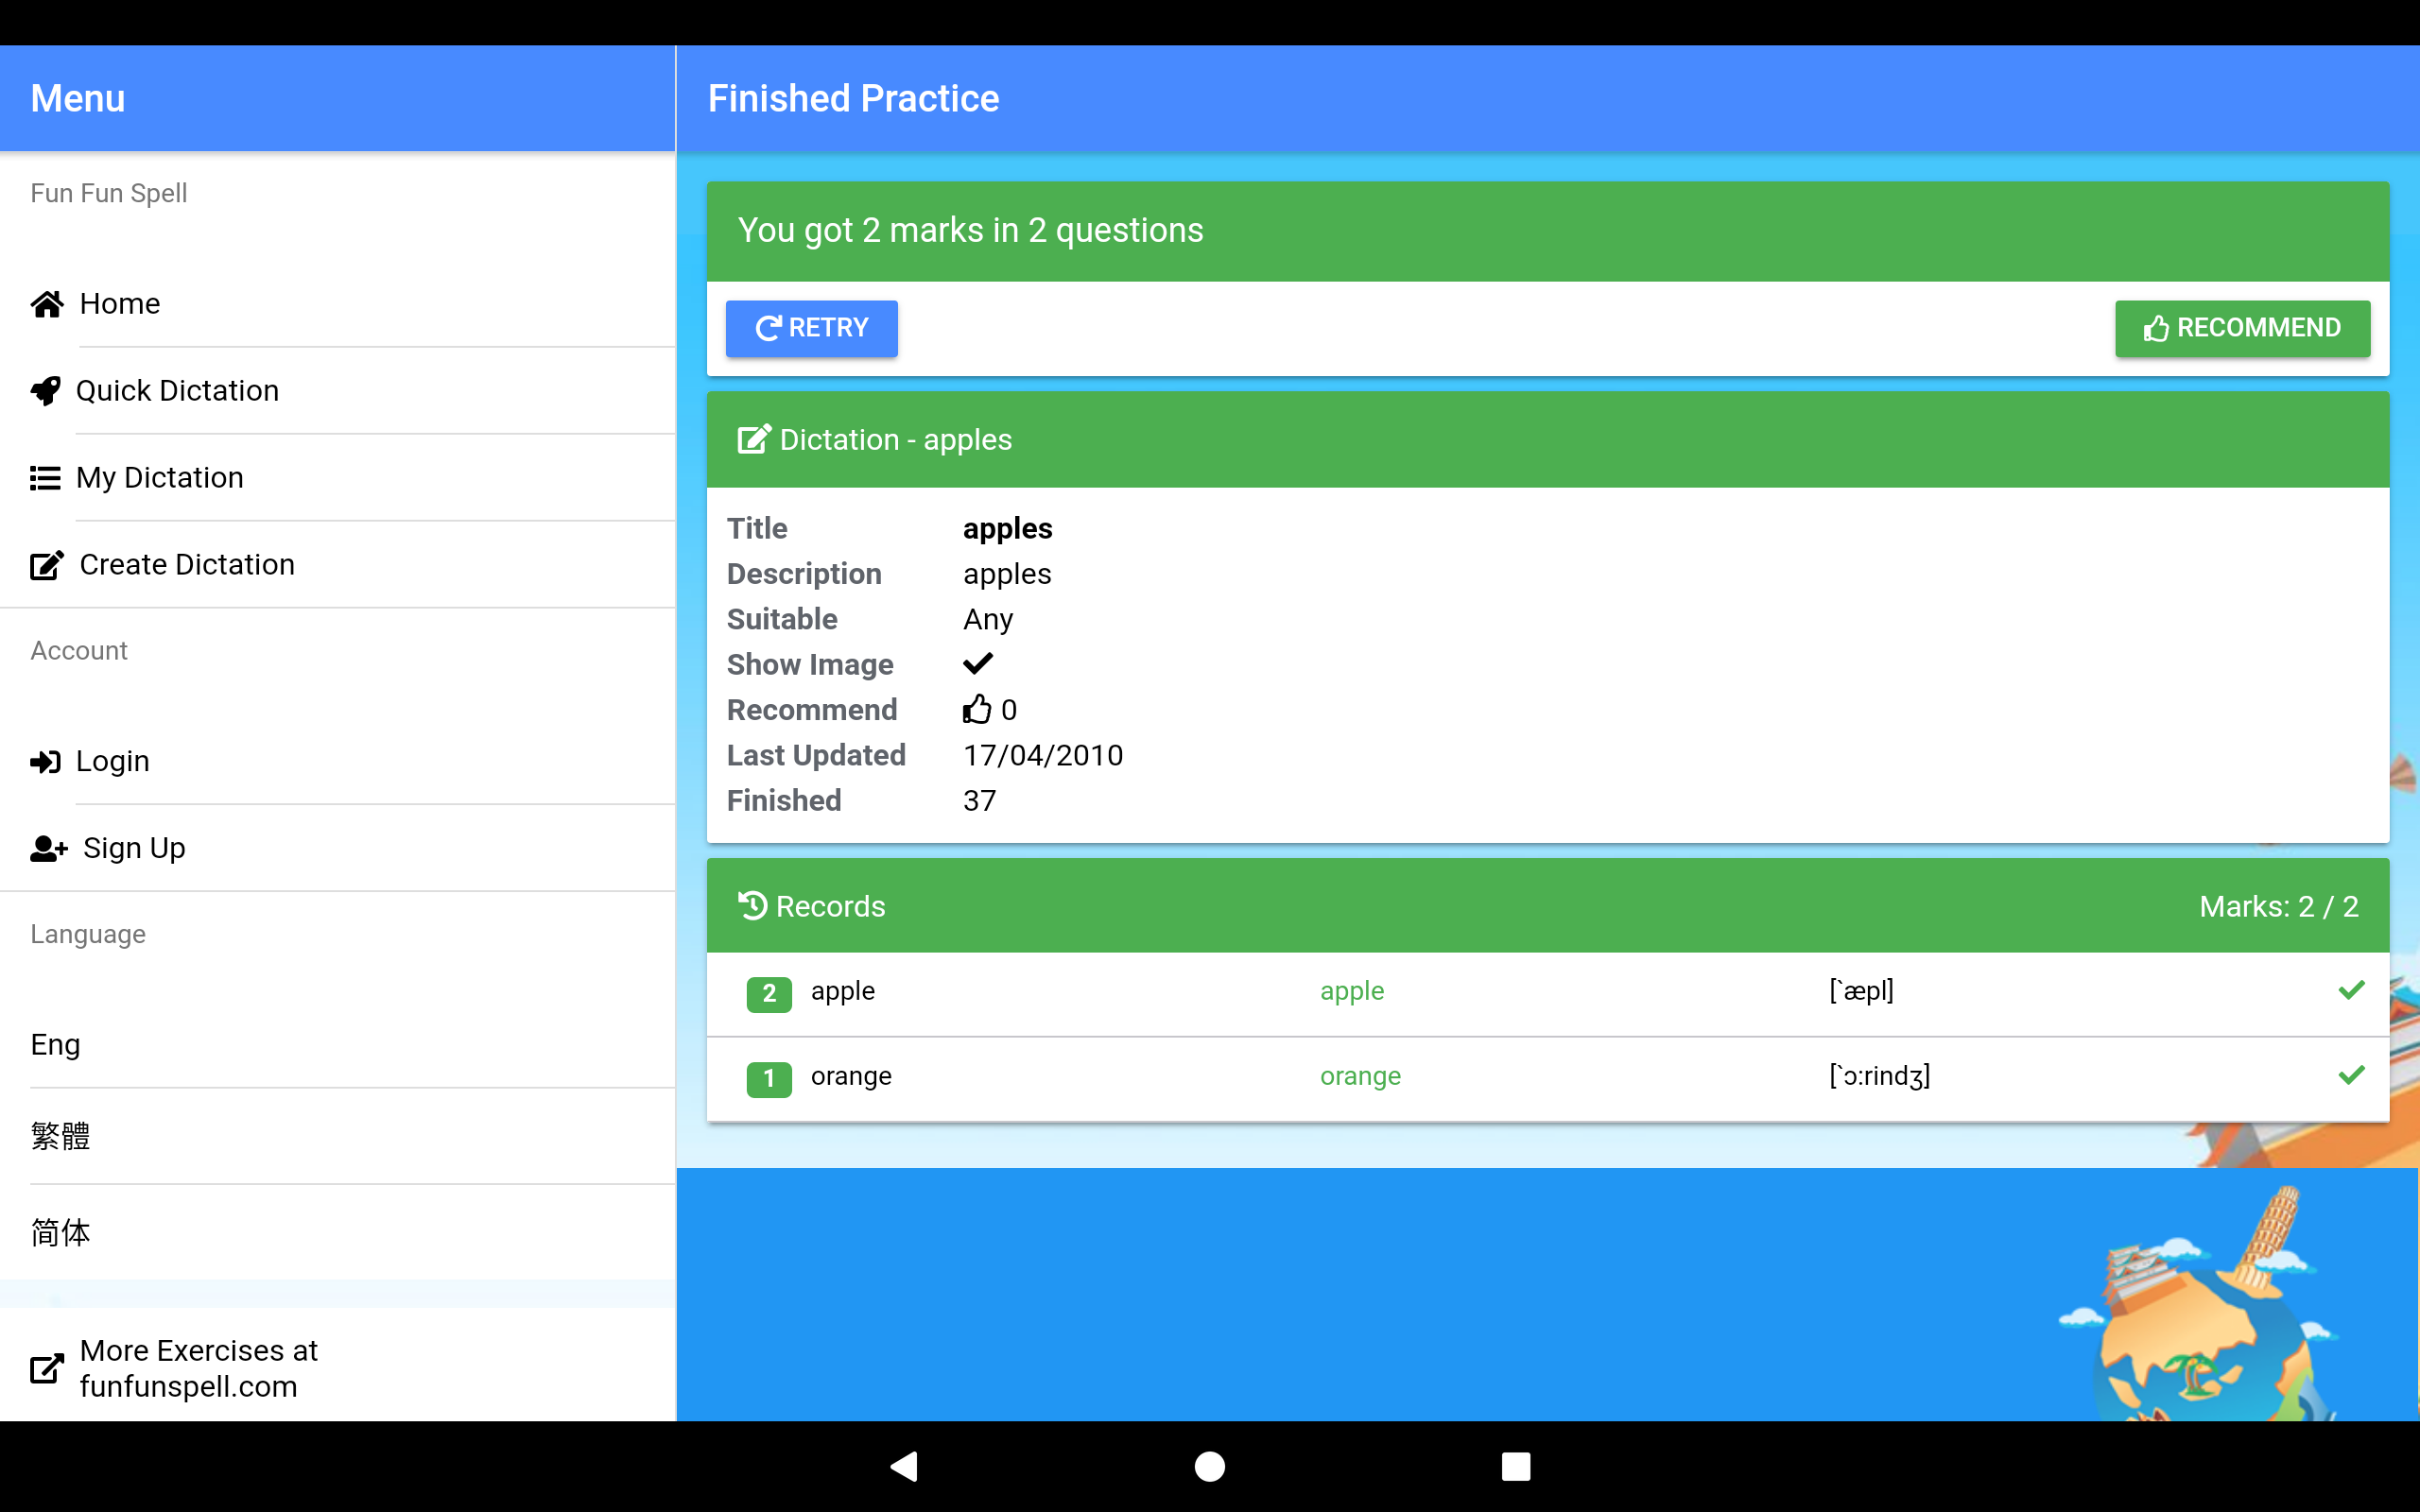 Menu
Finished Practice
Fun Fun Spell
Home
Quick Dictation
My Dictation
Create Dictation
Account
Login
Sign Up
Language
Eng
繁體
简体
More Exercises at
funfunspell.com
You got 2 marks in 2 questions
RETRY
RECOMMEND
Dictation - apples
Title apples
Description apples
Suitable Any
Show Image
Recommend 0
Last Updated 17/04/2010
Finished 37
Records Marks: 2 / 2
2 apple apple [`æpl]
1 orange orange [`ɔ:rindʒ]